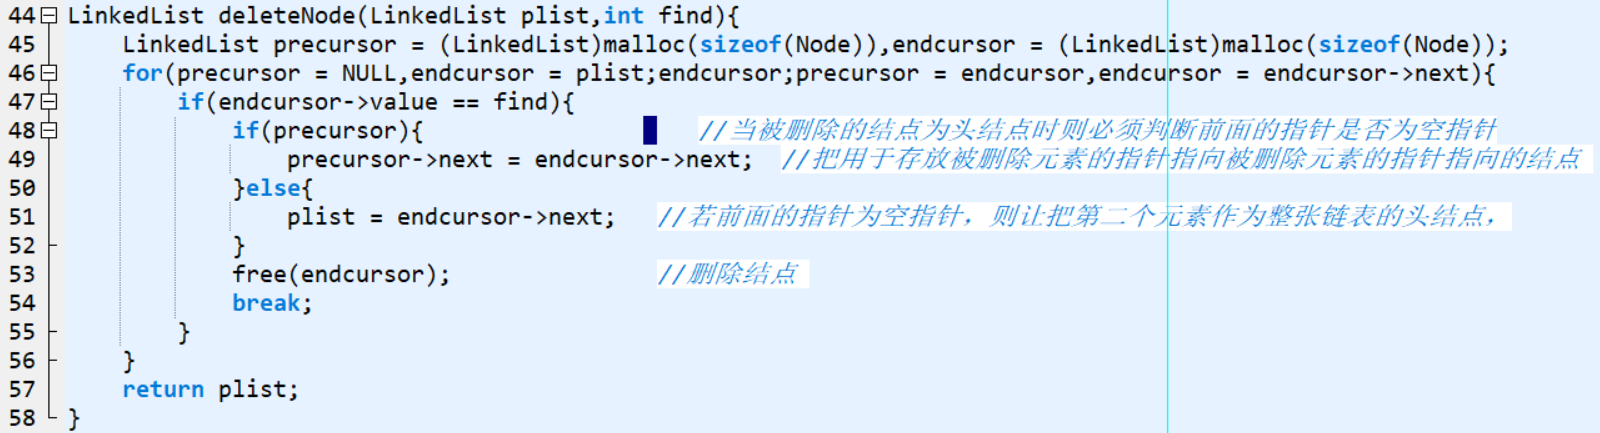 44 LinkedList deleteNode(LinkedList plist,int find){
45 LinkedList precursor = (LinkedList)malloc(sizeof(Node)),endcursor = (LinkedList)malloc(sizeof(Node));
46 for(precursor = NULL,endcursor = plist;endcursor;precursor = endcursor,endcursor = endcursor->next){
47 if(endcursor->value == find){
48 if(precursor){ //当被删除的结点为头结点时则必须判断前面的指针是否为空指针
49 precursor->next = endcursor->next; //把用于存放被删除元素的指针指向被删除元素的指针指向的结点
50 }else{
51 plist = endcursor->next; //若前面的指针为空指针，则让把第二个元素作为整张链表的头结点，
52 }
53 free(endcursor); //删除结点
54 break;
55 }
56 }
57 return plist;
58 }